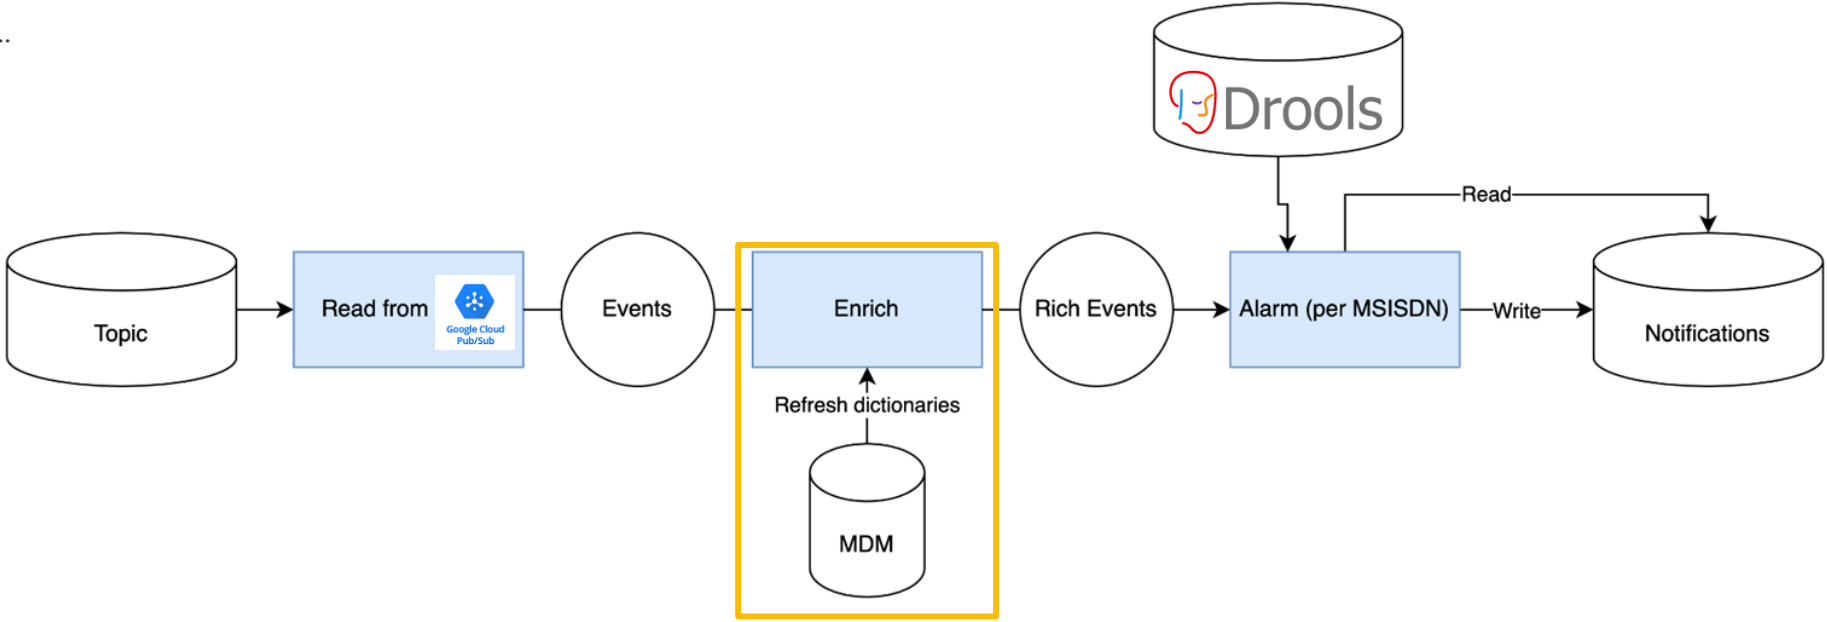 ..
Drools
Read
Topic
Read from
Google Cloud
Pub/Sub
Events
Enrich
Rich Events
Alarm (per MSISDN)
Write
Notifications
Refresh dictionaries
MDM